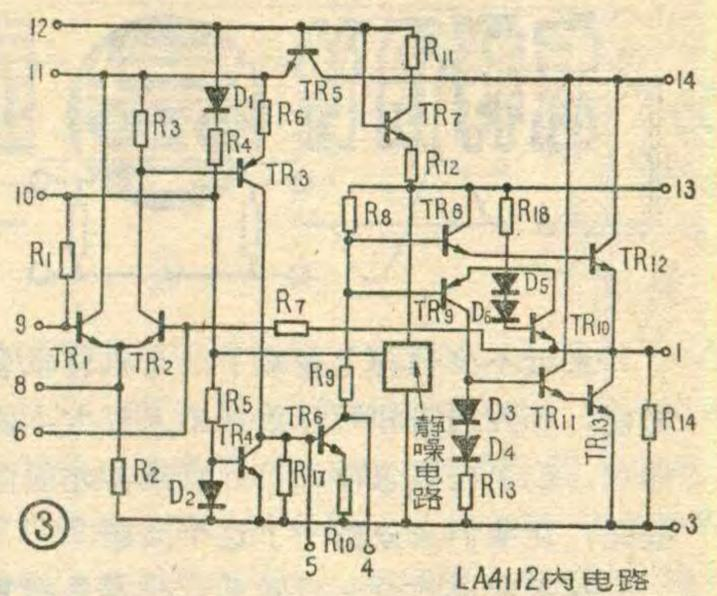 12
11
R3
D1
R4
R6
TR5
R11
TR7
R12
14
TR3
10
13
R8
TR8
R18
R1
D5
D6
TR12
TR9
TR10
9
TR1
TR2
R7
1
8
R9
6
R5
TR6
TR4
静噪电路
D3
D4
TR11
TR13
R14
R2
D2
R17
R13
③
R10
3
5
4
LA4112内电路